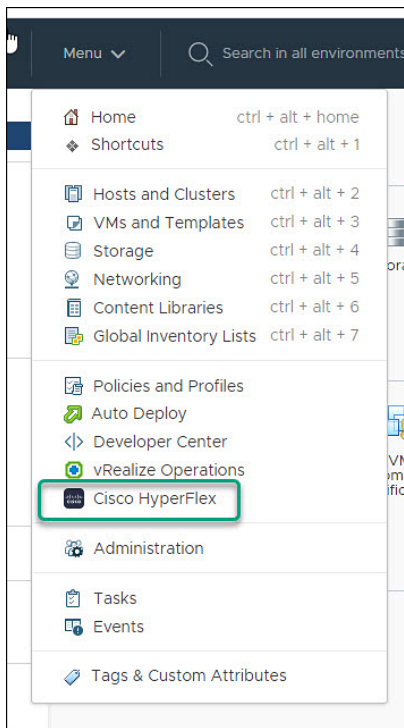 Menu
Search in all environments
Home ctrl + alt + home
Shortcuts ctrl + alt + 1
Hosts and Clusters ctrl + alt + 2
VMs and Templates ctrl + alt + 3
Storage ctrl + alt + 4
Networking ctrl + alt + 5
Content Libraries ctrl + alt + 6
Global Inventory Lists ctrl + alt + 7
Policies and Profiles
Auto Deploy
Developer Center
vRealize Operations
Cisco HyperFlex
Administration
Tasks
Events
Tags & Custom Attributes